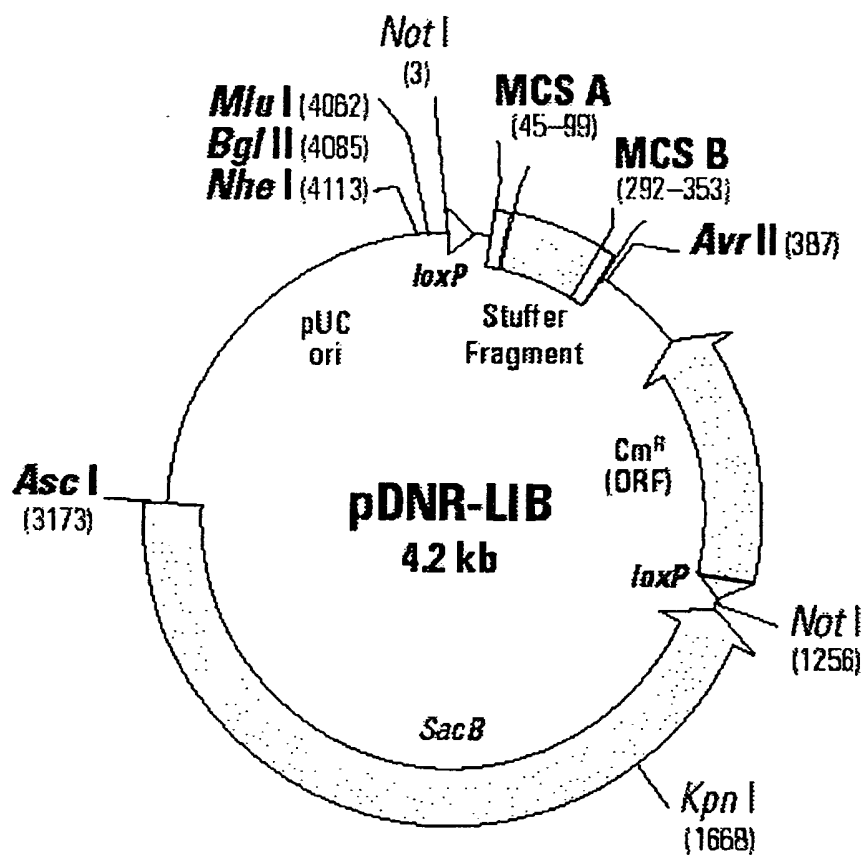 Not I
(3)
Mlu I (4062)
Bgl II (4085)
Nhe I (4113)
MCS A
(45–99)
MCS B
(292–353)
Avr II (387)
loxP
pUC
ori
Stuffer
Fragment
CmR
(ORF)
Asc I
(3173)
pDNR-LIB
4.2 kb
loxP
Not I
(1256)
SacB
Kpn I
(1668)